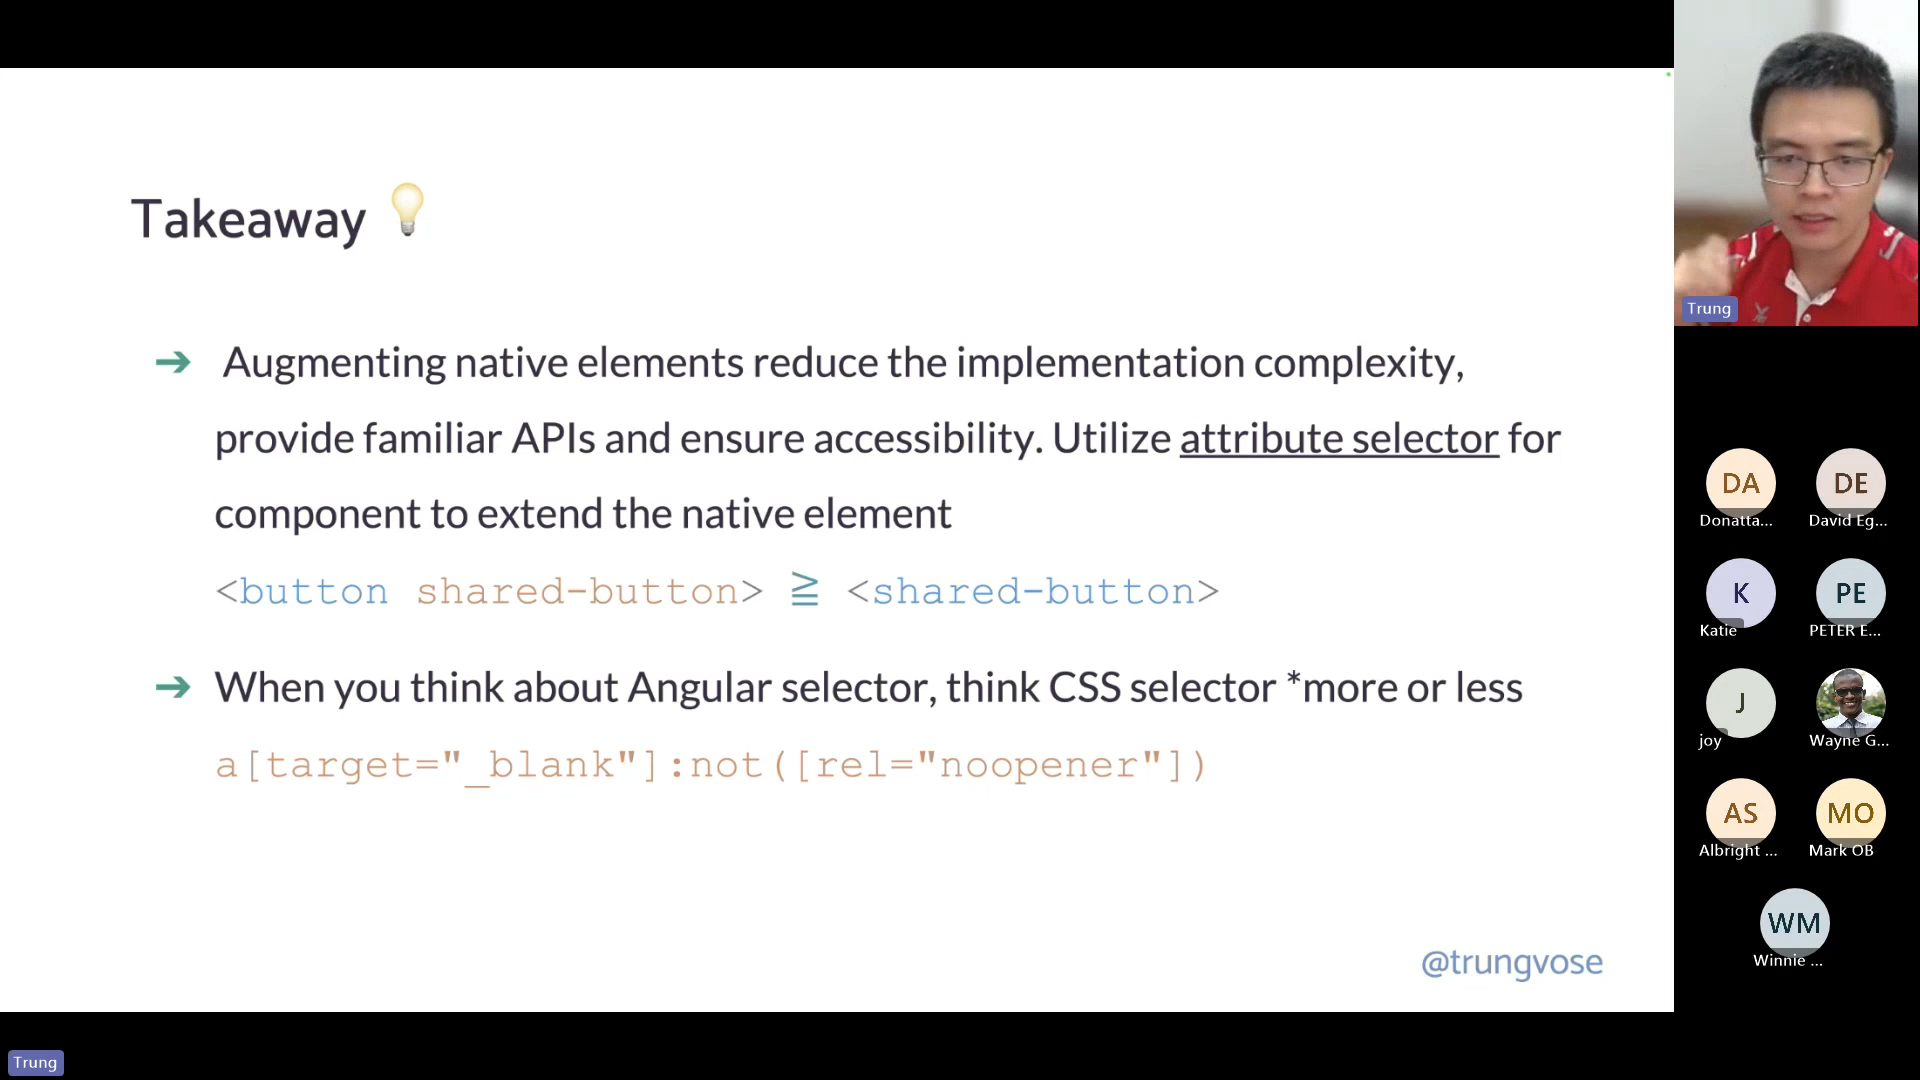 Takeaway 💡
➔ Augmenting native elements reduce the implementation complexity,
provide familiar APIs and ensure accessibility. Utilize attribute selector for
component to extend the native element
<button shared-button> ≧ <shared-button>
➔ When you think about Angular selector, think CSS selector *more or less
a[target="_blank"]:not([rel="noopener"])
@trungvose
Trung
Trung
DA
DE
Donatta...
David Eg...
K
PE
Katie
PETER E...
J
joy
Wayne G...
AS
MO
Albright ...
Mark OB
WM
Winnie ...